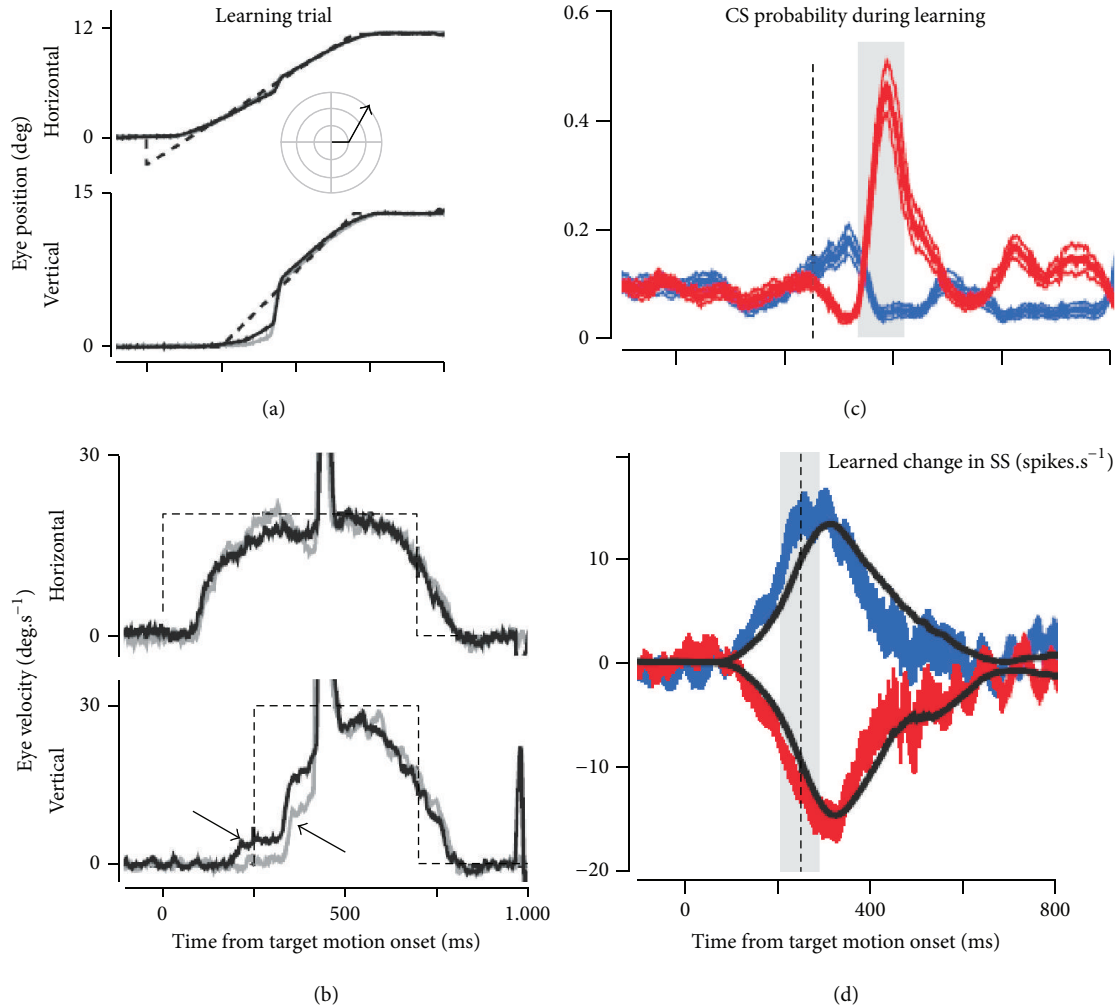 Learning trial
12
0
Horizontal
15
0
Vertical
Eye position (deg)
(a)
CS probability during learning
0.6
0.4
0.2
0
(c)
30
0
Horizontal
30
0
Vertical
Eye velocity (deg.s⁻¹)
0
500
1.000
Time from target motion onset (ms)
(b)
Learned change in SS (spikes.s⁻¹)
10
0
−10
−20
0
400
800
Time from target motion onset (ms)
(d)